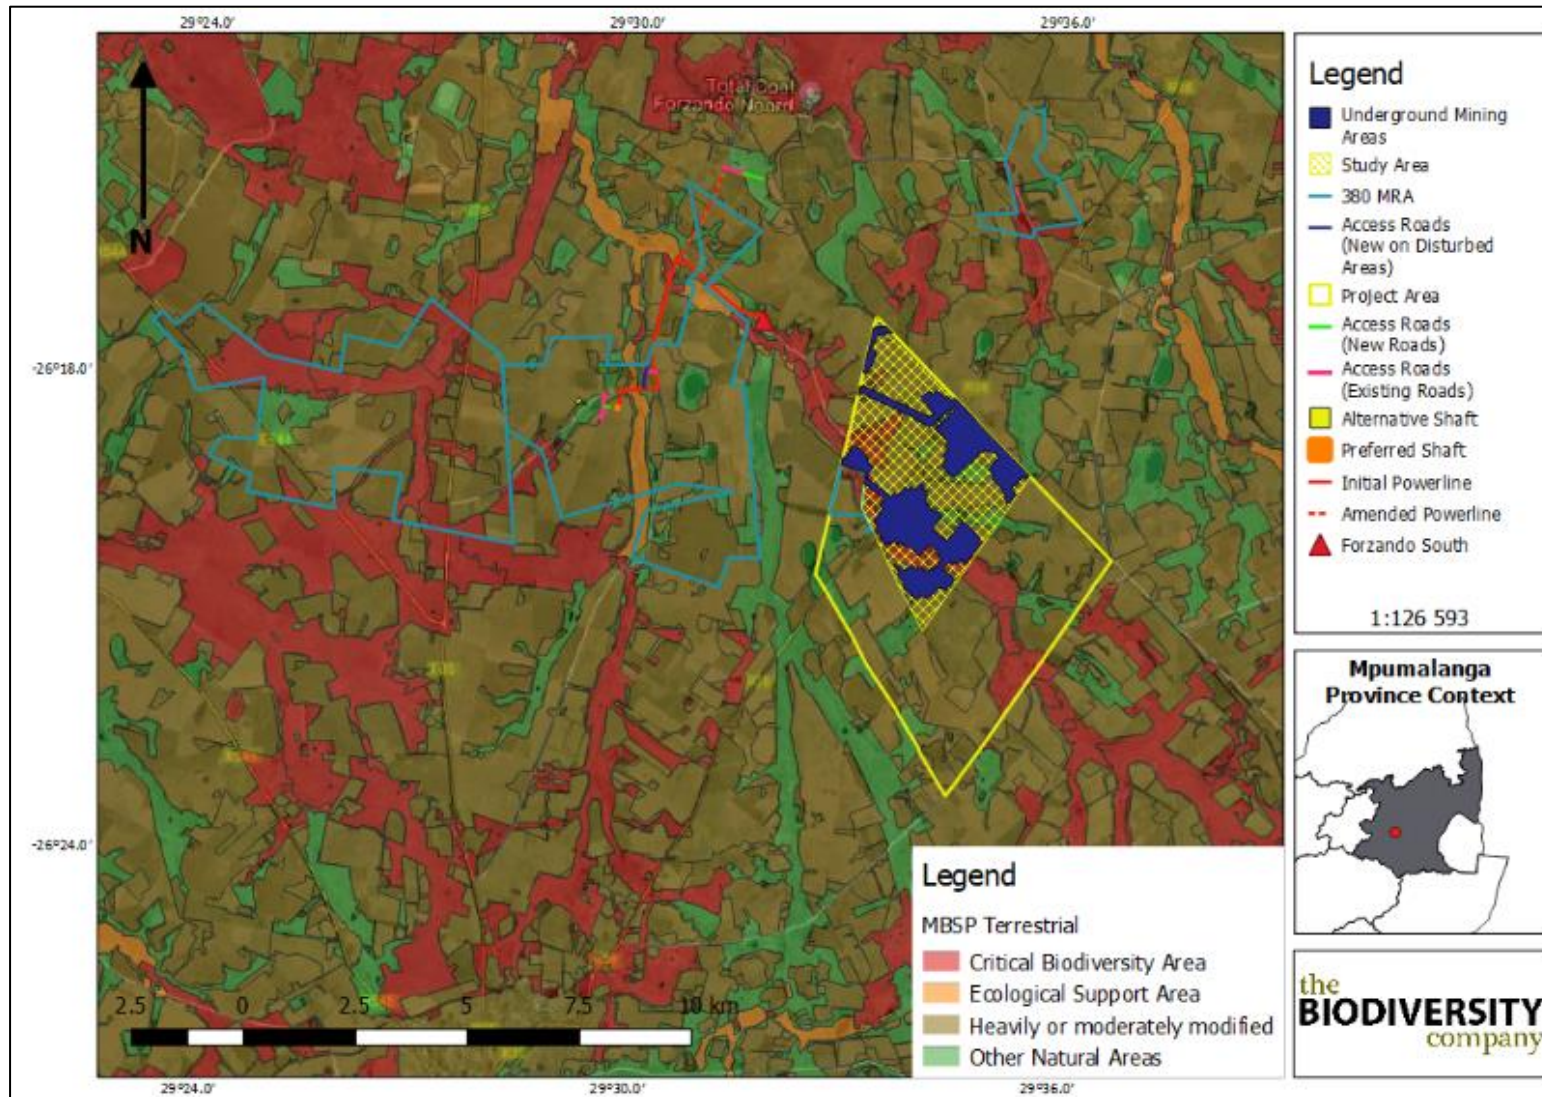 29°24.0'
29°30.0'
29°36.0'
Total Coal
Forzando Noord
N
-26°18.0'
-26°24.0'
2.5 0 2.5 5 7.5 10 km
29°24.0'
29°30.0'
29°36.0'
Legend
Underground Mining
Areas
Study Area
380 MRA
Access Roads
(New on Disturbed
Areas)
Project Area
Access Roads
(New Roads)
Access Roads
(Existing Roads)
Alternative Shaft
Preferred Shaft
Initial Powerline
Amended Powerline
Forzando South
1:126 593
Mpumalanga
Province Context
Legend
MBSP Terrestrial
Critical Biodiversity Area
Ecological Support Area
Heavily or moderately modified
Other Natural Areas
the
BIODIVERSITY
company